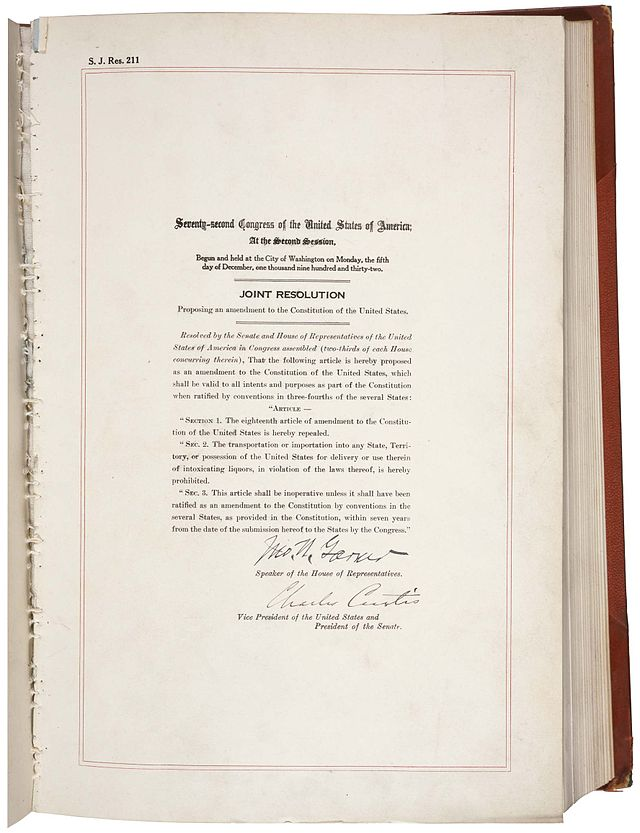 S. J. Res. 211
Seventy-second Congress of the United States of America;
At the Second Session,
Begun and held at the City of Washington on Monday, the fifth
day of December, one thousand nine hundred and thirty-two.
JOINT RESOLUTION
Proposing an amendment to the Constitution of the United States.
Resolved by the Senate and House of Representatives of the United
States of America in Congress assembled (two-thirds of each House
concurring therein), That the following article is hereby proposed
as an amendment to the Constitution of the United States, which
shall be valid to all intents and purposes as part of the Constitution
when ratified by conventions in three-fourths of the several States:
"ARTICLE —
"SECTION 1. The eighteenth article of amendment to the Constitu-
tion of the United States is hereby repealed.
"SEC. 2. The transportation or importation into any State, Terri-
tory, or possession of the United States for delivery or use therein
of intoxicating liquors, in violation of the laws thereof, is hereby
prohibited.
"SEC. 3. This article shall be inoperative unless it shall have been
ratified as an amendment to the Constitution by conventions in the
several States, as provided in the Constitution, within seven years
from the date of the submission hereof to the States by the Congress."
Jno. N. Garner
Speaker of the House of Representatives.
Charles Curtis
Vice President of the United States and
President of the Senate.